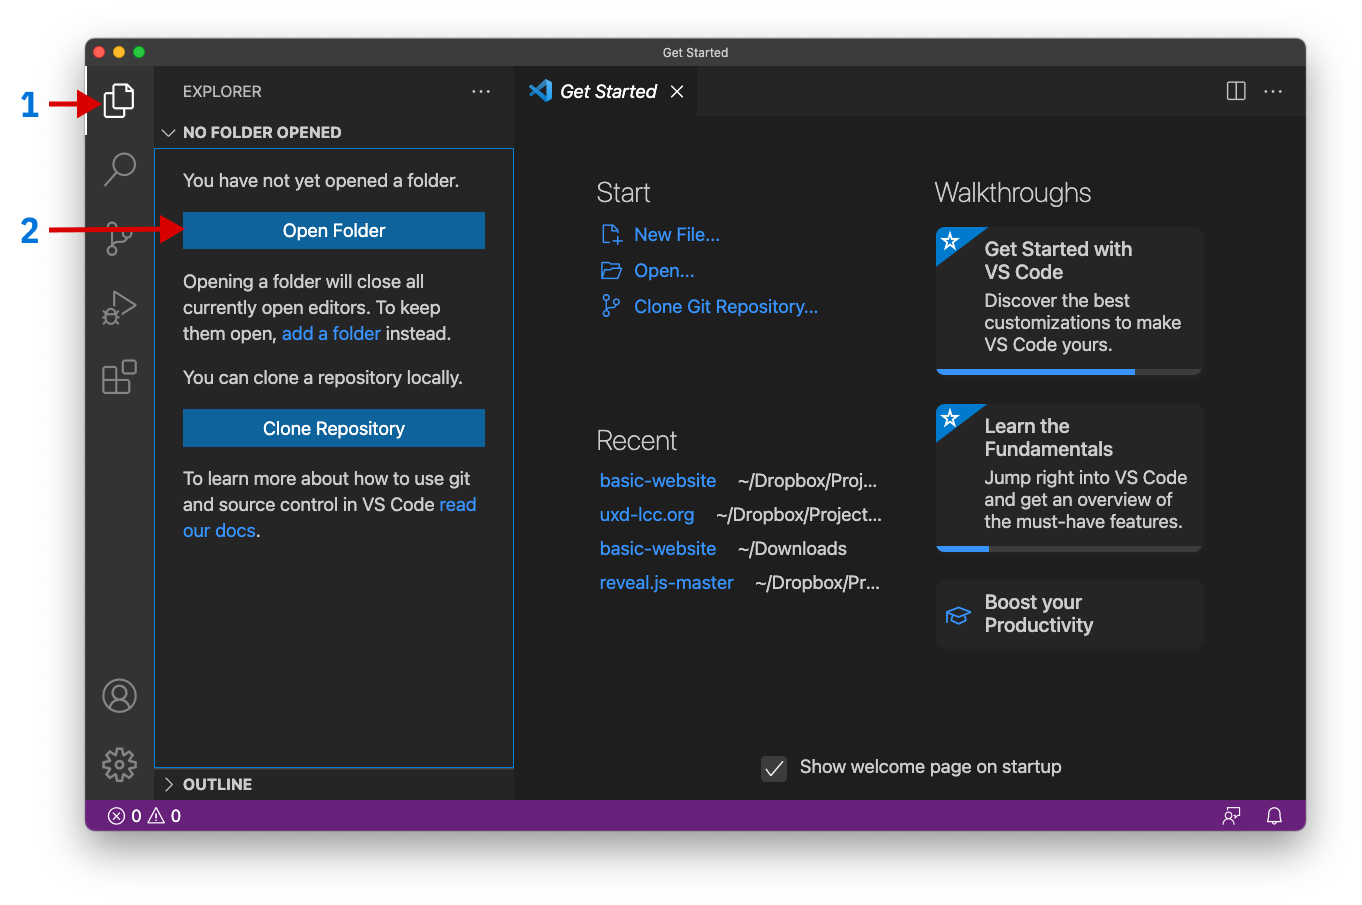 Get Started
1
EXPLORER
Get Started
NO FOLDER OPENED
You have not yet opened a folder.
2
Open Folder
Opening a folder will close all
currently open editors. To keep
them open, add a folder instead.
You can clone a repository locally.
Clone Repository
To learn more about how to use git
and source control in VS Code read
our docs.
OUTLINE
Start
New File...
Open...
Clone Git Repository...
Recent
basic-website ~/Dropbox/Proj...
uxd-lcc.org ~/Dropbox/Project...
basic-website ~/Downloads
reveal.js-master ~/Dropbox/Pr...
Walkthroughs
Get Started with
VS Code
Discover the best
customizations to make
VS Code yours.
Learn the
Fundamentals
Jump right into VS Code
and get an overview of
the must-have features.
Boost your
Productivity
Show welcome page on startup
0 0